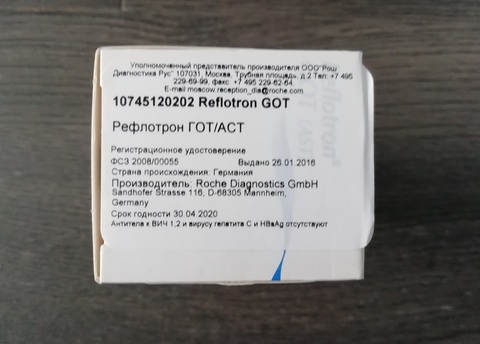 Уполномоченный представитель производителя ООО"Рош
Диагностика Рус" 107031, Москва, Трубная площадь, д.2 Тел: +7 495
229-69-99, факс: +7 495 229-62-64
E-mail moscow.reception_dia@roche.com
10745120202 Reflotron GOT
Рефлотрон ГОТ/АСТ
Регистрационное удостоверение
ФСЗ 2008/00055 Выдано 26.01.2016
Страна происхождения: Германия
Производитель: Roche Diagnostics GmbH
Sandhofer Strasse 116, D-68305 Mannheim,
Germany
Срок годности 30.04.2020
Антитела к ВИЧ 1,2 и вирусу гепатита С и HBsAg отсутствуют